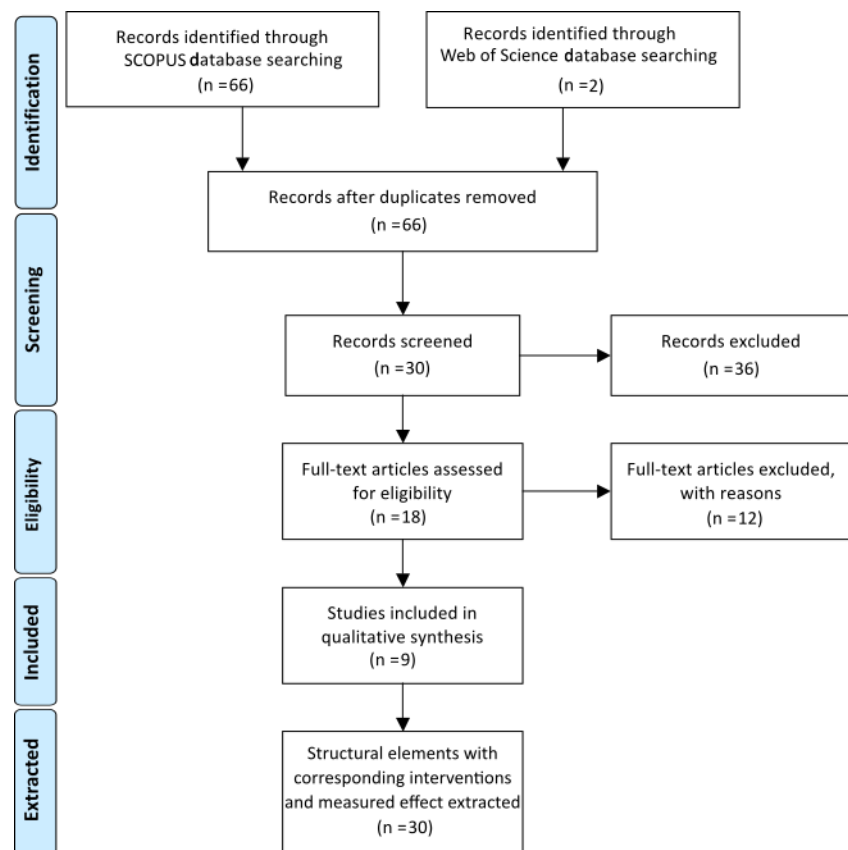 Identification
Records identified through
SCOPUS database searching
(n =66)
Records identified through
Web of Science database searching
(n =2)
Records after duplicates removed
(n =66)
Screening
Records screened
(n =30)
Records excluded
(n =36)
Eligibility
Full-text articles assessed
for eligibility
(n =18)
Full-text articles excluded,
with reasons
(n =12)
Included
Studies included in
qualitative synthesis
(n =9)
Extracted
Structural elements with
corresponding interventions
and measured effect extracted
(n =30)